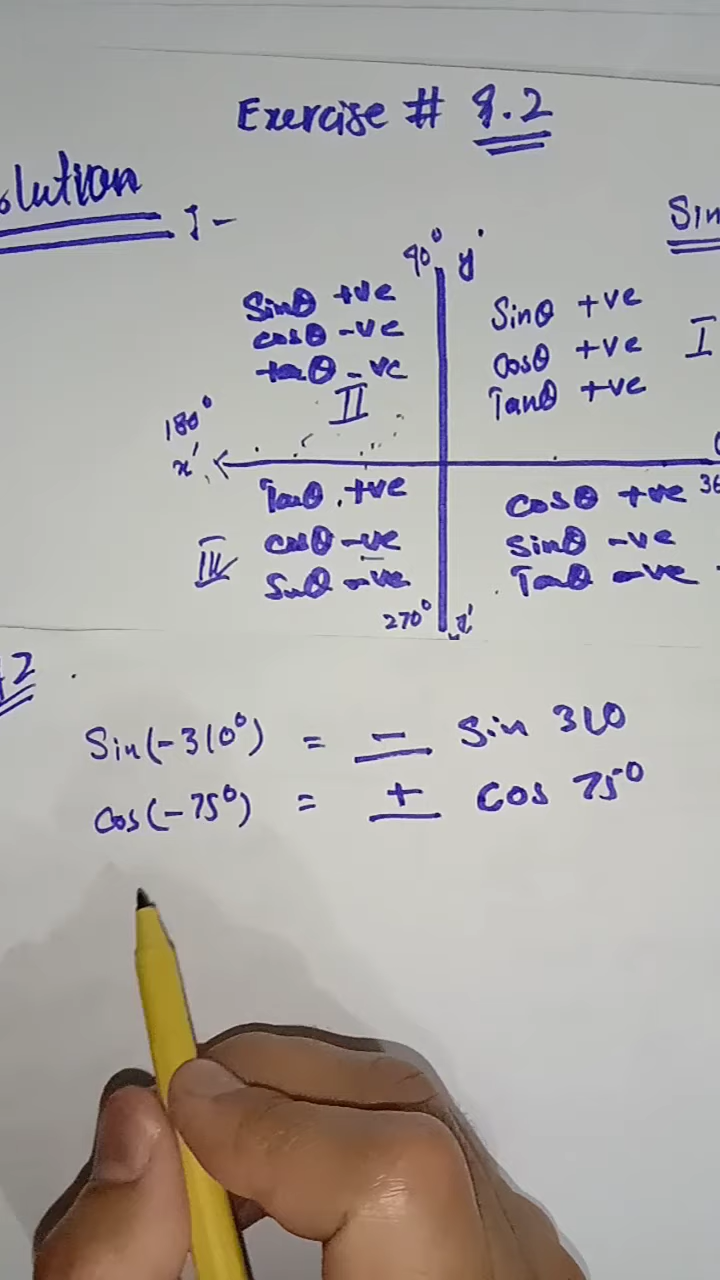 Exercise # 9.2
olution :-
Sin
90° y
Sinθ +ve
cosθ -ve
tanθ -ve
II
Sinθ +ve
Cosθ +ve
Tanθ +ve
I
180°
x'
36
Tanθ +ve
cosθ -ve
Sinθ -ve
III
cosθ +ve
sinθ -ve
Tanθ -ve
270° y'
2
Sin(-310°) = - Sin 310
cos(-75°) = + cos 75°